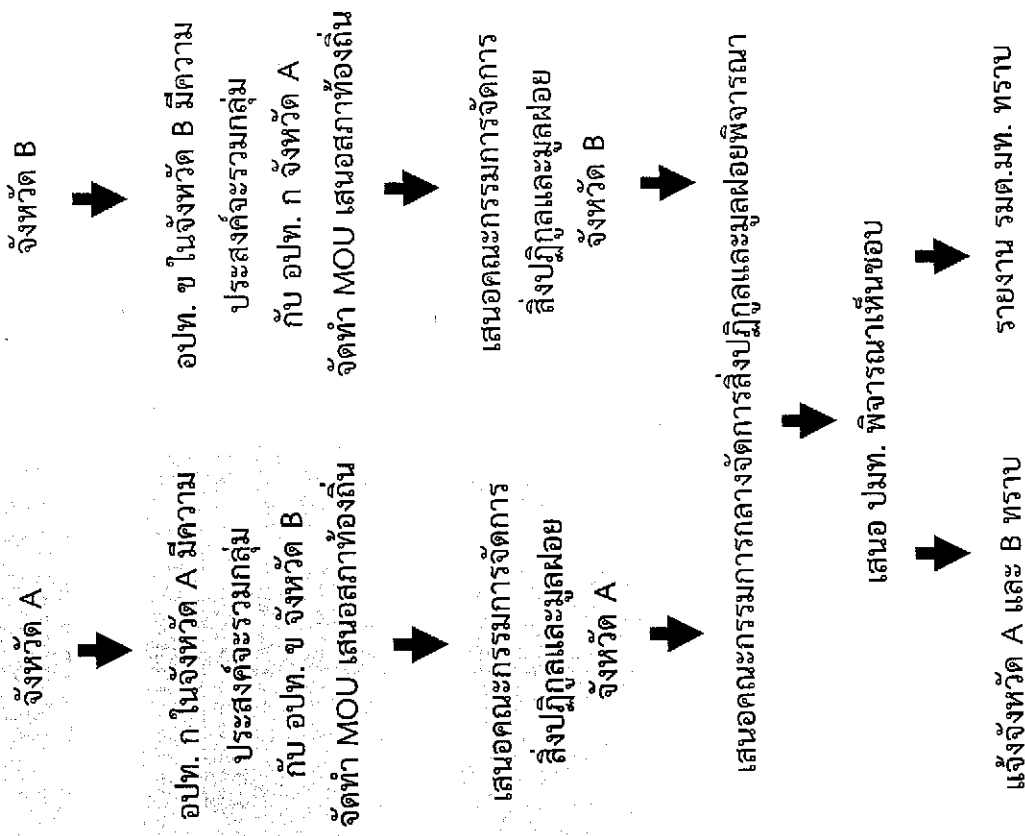 จังหวัด A
อปท. ก ในจังหวัด A มีความ
ประสงค์จะรวมกลุ่ม
กับ อปท. ข จังหวัด B
จัดทำ MOU เสนอสภาท้องถิ่น
เสนอคณะกรรมการจัดการ
สิ่งปฏิกูลและมูลฝอย
จังหวัด A
จังหวัด B
อปท. ข ในจังหวัด B มีความ
ประสงค์จะรวมกลุ่ม
กับ อปท. ก จังหวัด A
จัดทำ MOU เสนอสภาท้องถิ่น
เสนอคณะกรรมการจัดการ
สิ่งปฏิกูลและมูลฝอย
จังหวัด B
เสนอคณะกรรมการกลางจัดการสิ่งปฏิกูลและมูลฝอยพิจารณา
เสนอ ปมท. พิจารณาเห็นชอบ
แจ้งจังหวัด A และ B ทราบ
รายงาน รมต.มท. ทราบ